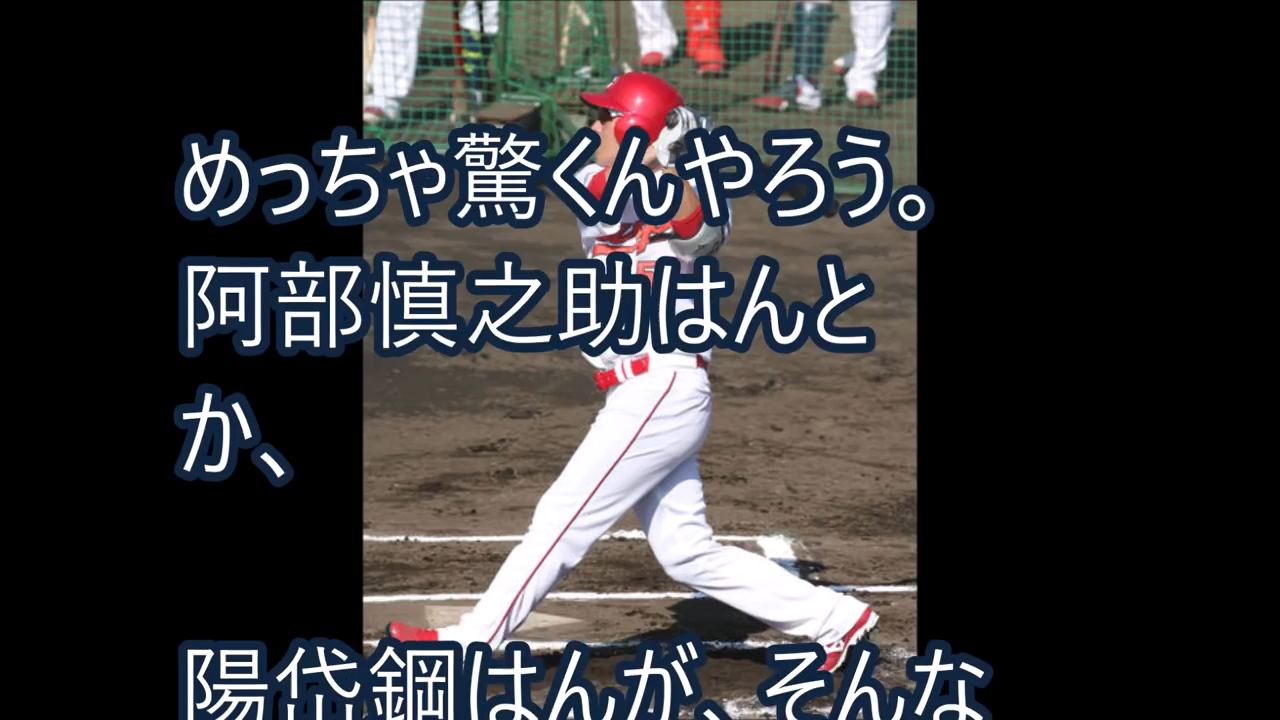 めっちゃ驚くんやろう。
阿部慎之助はんと
か、
陽岱鋼はんが、そんな